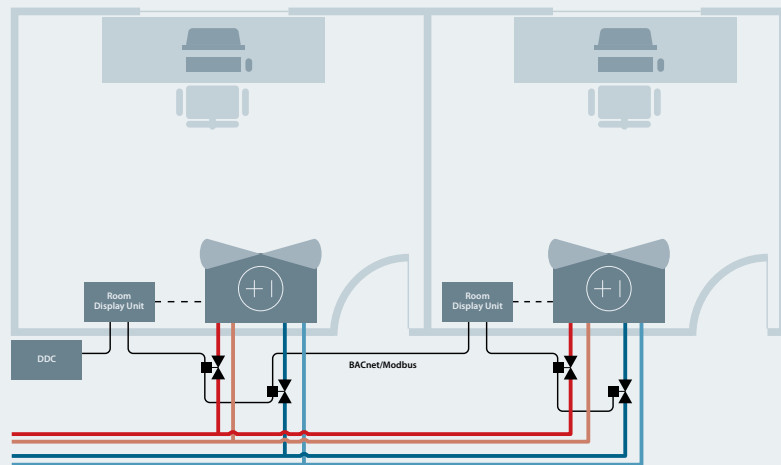 Room
Display Unit
Room
Display Unit
DDC
BACnet/Modbus